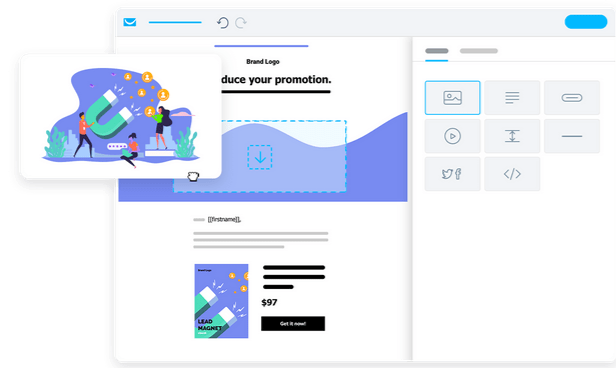 Brand Logo
duce your promotion.
[[firstname]],
Brand Logo
LEAD
MAGNET
$97
Get it now!